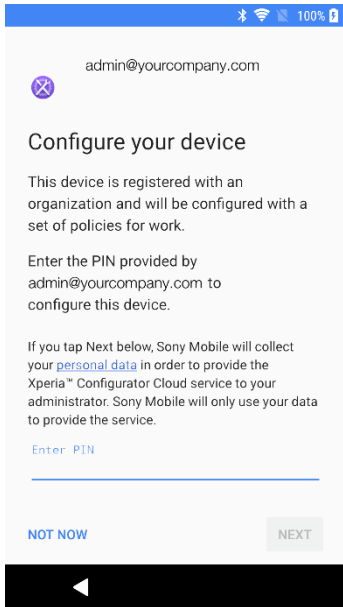 100%
admin@yourcompany.com
Configure your device
This device is registered with an
organization and will be configured with a
set of policies for work.
Enter the PIN provided by
admin@yourcompany.com to
configure this device.
If you tap Next below, Sony Mobile will collect
your personal data in order to provide the
Xperia™ Configurator Cloud service to your
administrator. Sony Mobile will only use your data
to provide the service.
Enter PIN
NOT NOW NEXT